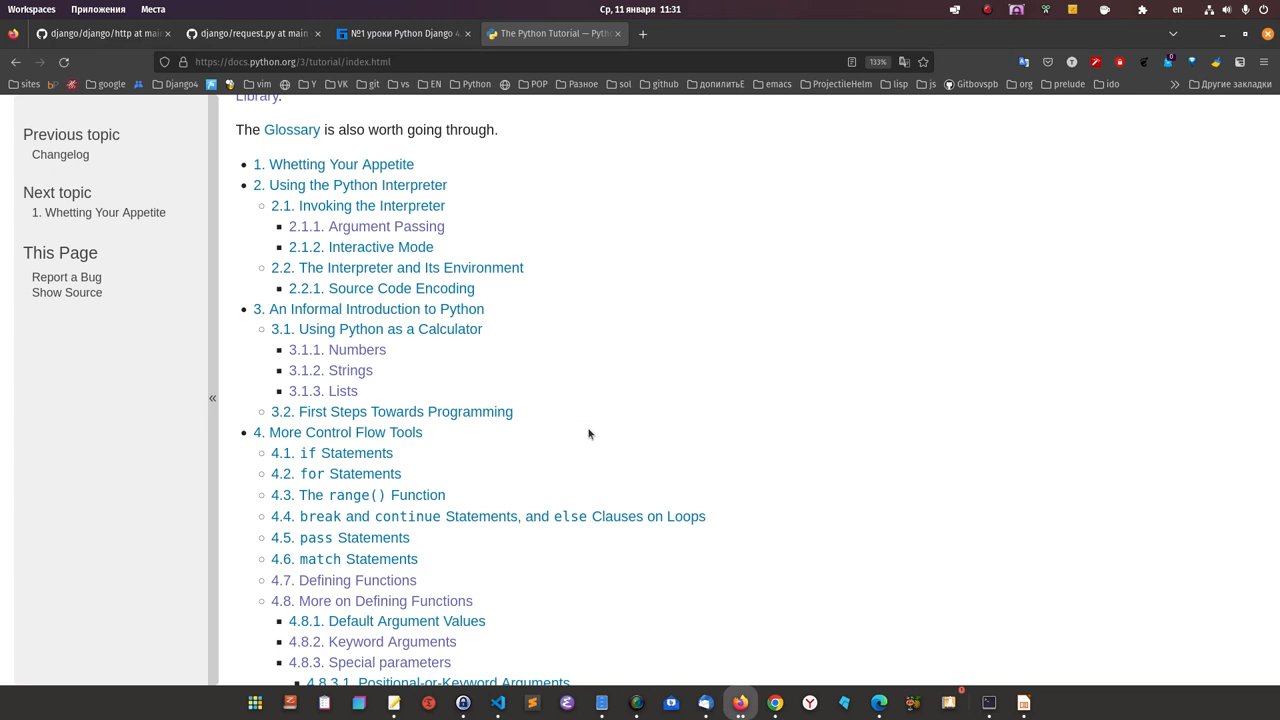 Workspaces Приложения Места Ср, 11 января 11:31 en
django/django/http at mai django/request.py at main №1 уроки Python Django 4. The Python Tutorial — Pytho
https://docs.python.org/3/tutorial/index.html 133%
sites google Django4 vim Y VK git vs EN Python POP Разное sol github допилитьЕ emacs ProjectileHelm lisp js Gitbovspb org prelude ido Другие закладки
Library.
The Glossary is also worth going through.
Previous topic
Changelog
Next topic
1. Whetting Your Appetite
This Page
Report a Bug
Show Source
«
1. Whetting Your Appetite
2. Using the Python Interpreter
2.1. Invoking the Interpreter
2.1.1. Argument Passing
2.1.2. Interactive Mode
2.2. The Interpreter and Its Environment
2.2.1. Source Code Encoding
3. An Informal Introduction to Python
3.1. Using Python as a Calculator
3.1.1. Numbers
3.1.2. Strings
3.1.3. Lists
3.2. First Steps Towards Programming
4. More Control Flow Tools
4.1. if Statements
4.2. for Statements
4.3. The range() Function
4.4. break and continue Statements, and else Clauses on Loops
4.5. pass Statements
4.6. match Statements
4.7. Defining Functions
4.8. More on Defining Functions
4.8.1. Default Argument Values
4.8.2. Keyword Arguments
4.8.3. Special parameters
4.8.3.1. Positional-or-Keyword Arguments